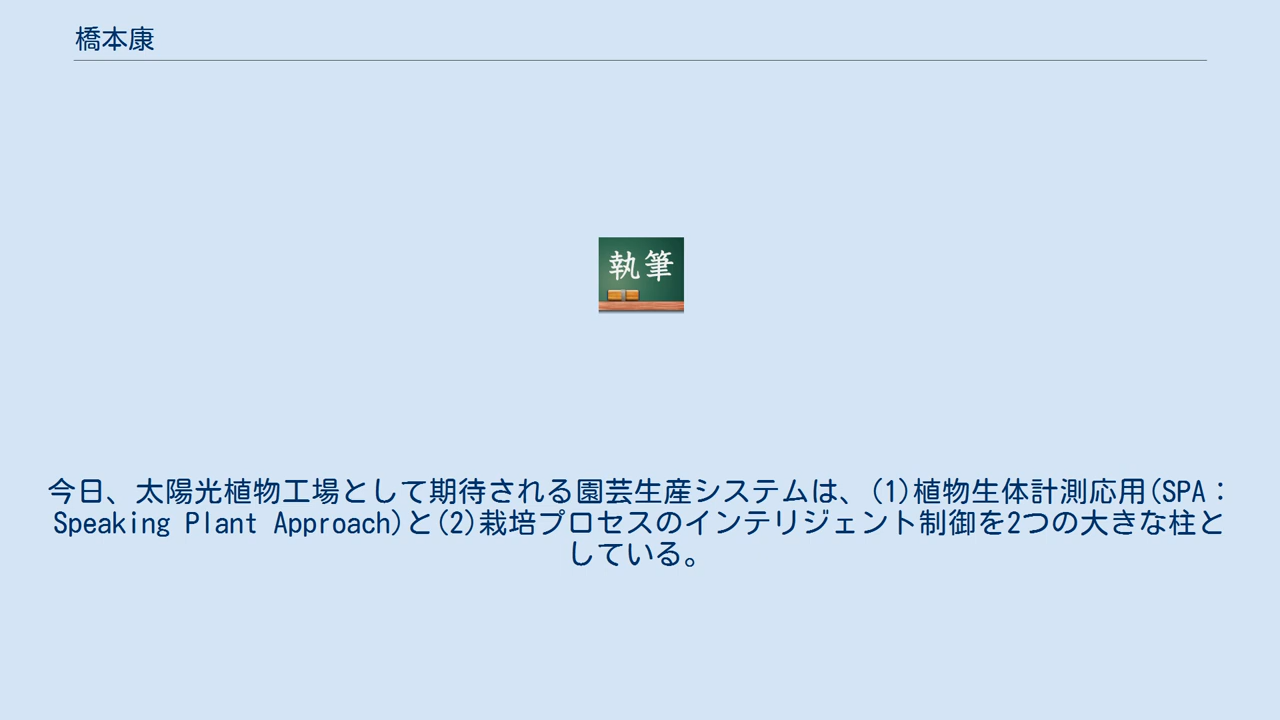 橋本康
執筆
今日、太陽光植物工場として期待される園芸生産システムは、(1)植物生体計測応用(SPA：
Speaking Plant Approach)と(2)栽培プロセスのインテリジェント制御を2つの大きな柱と
している。